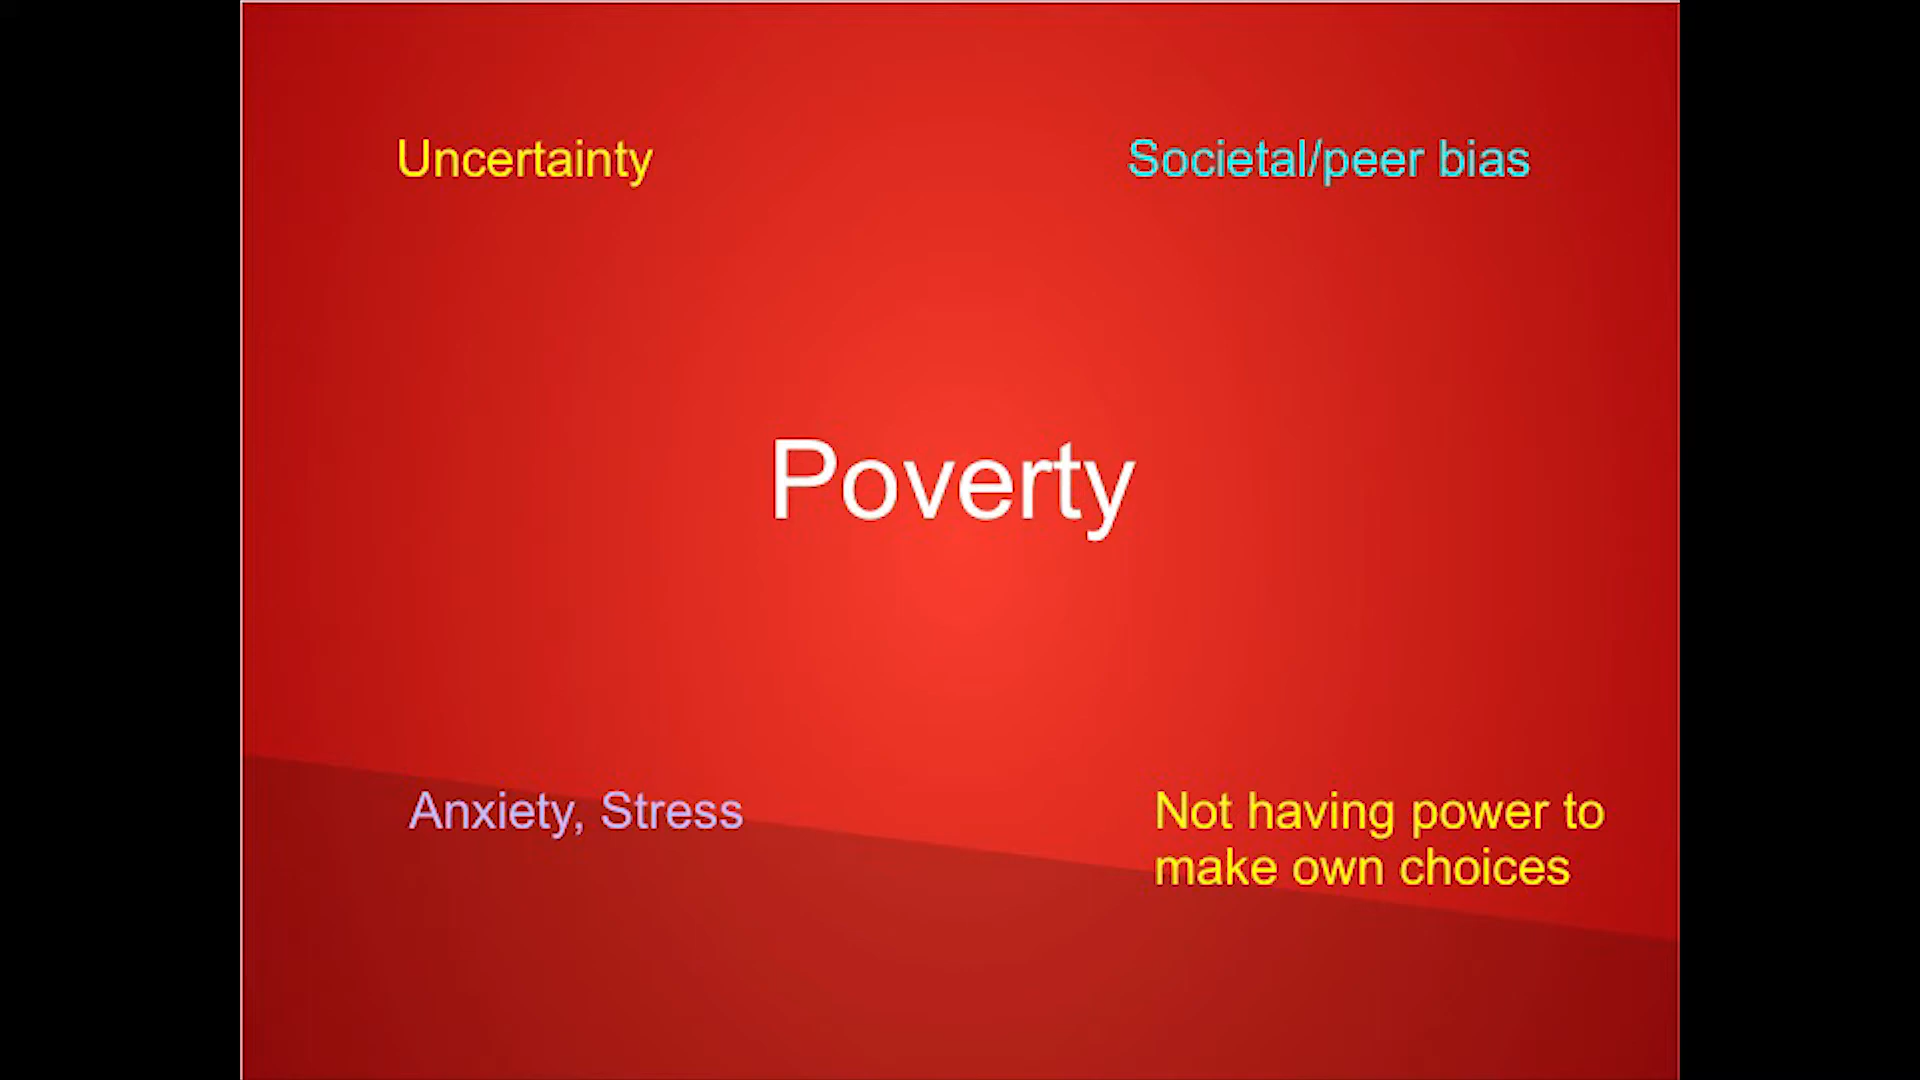 Uncertainty
Societal/peer bias
Poverty
Anxiety, Stress
Not having power to
make own choices